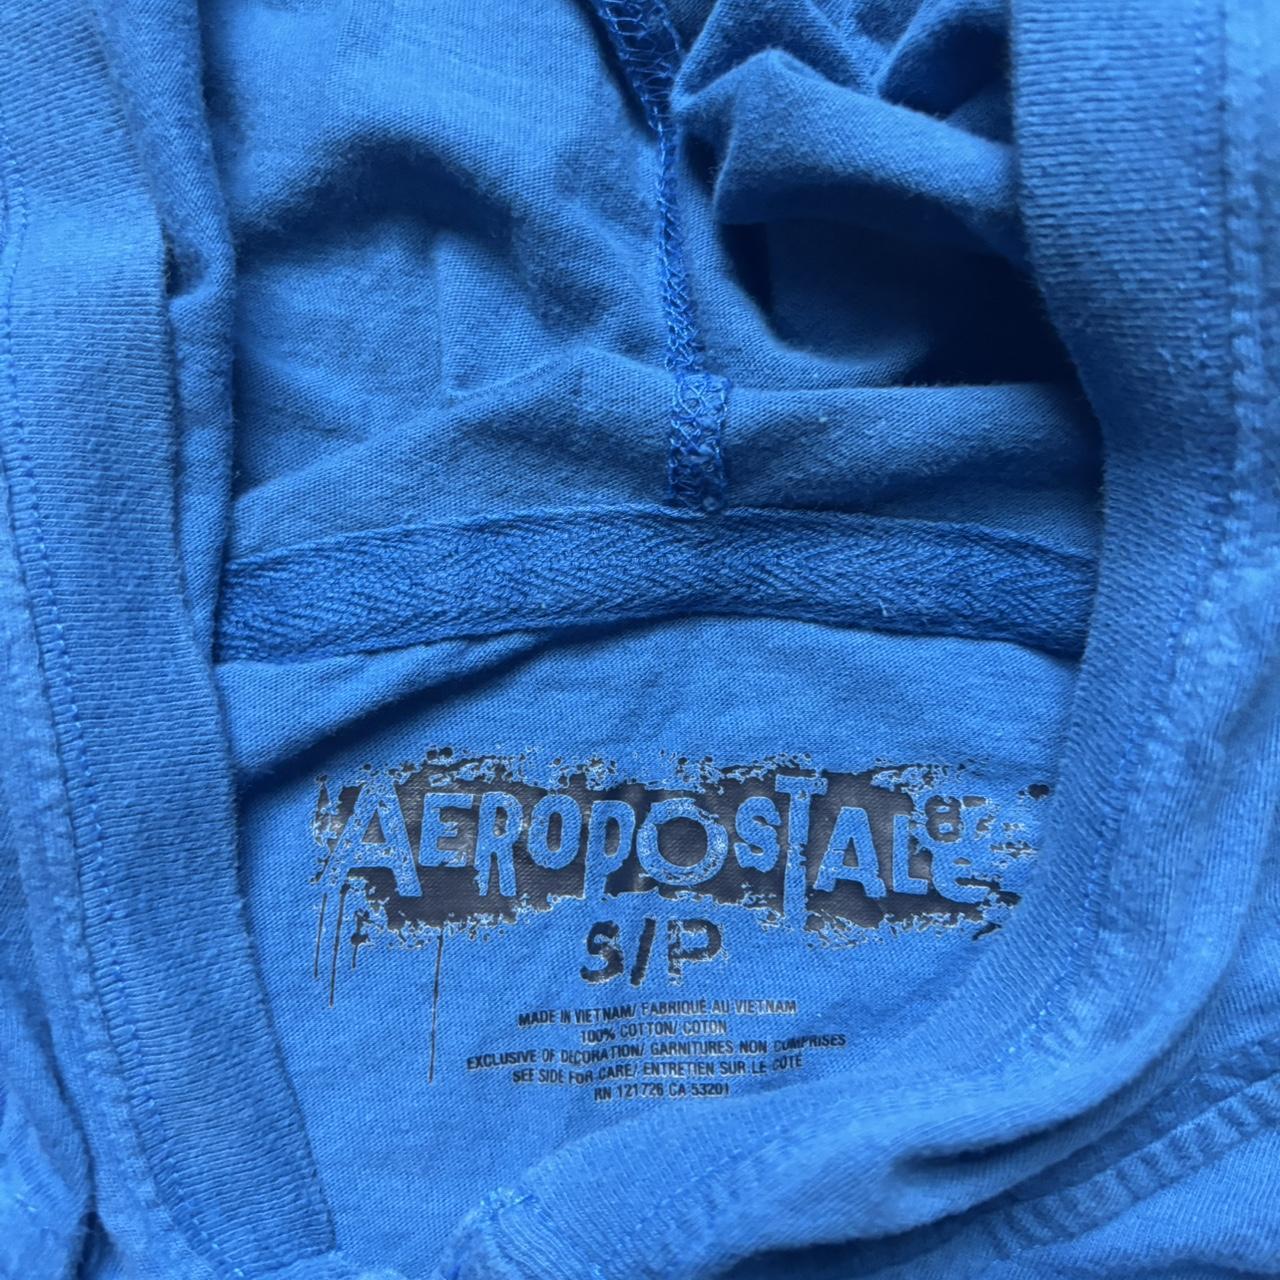 AEROPOSTALE
87
S/P
MADE IN VIETNAM/ FABRIQUÉ AU VIETNAM
100% COTTON/ COTON
EXCLUSIVE OF DECORATION/ GARNITURES NON COMPRISES
SEE SIDE FOR CARE/ ENTRETIEN SUR LE COTÉ
RN 121726 CA 53201